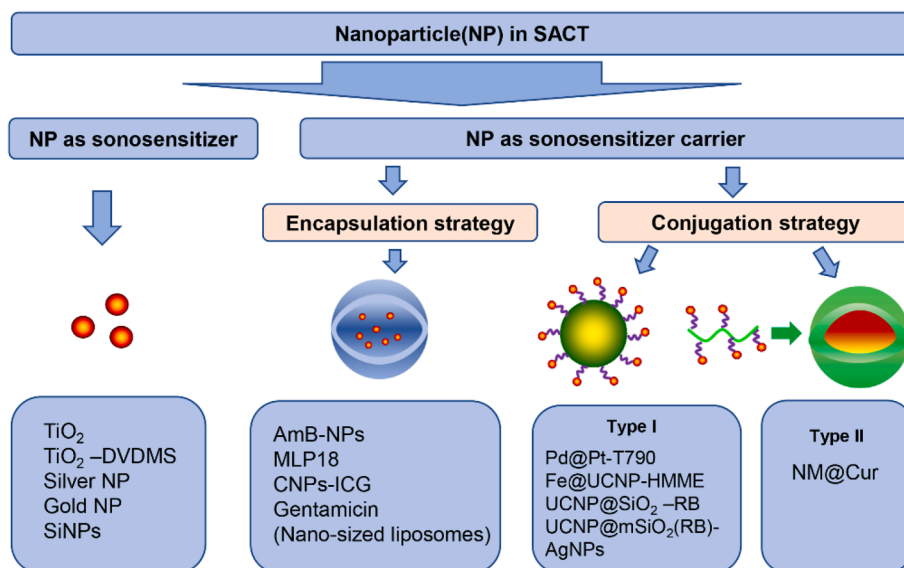 Nanoparticle(NP) in SACT
NP as sonosensitizer
NP as sonosensitizer carrier
Encapsulation strategy
Conjugation strategy
TiO₂
TiO₂ –DVDMS
Silver NP
Gold NP
SiNPs
AmB-NPs
MLP18
CNPs-ICG
Gentamicin
(Nano-sized liposomes)
Type I
Pd@Pt-T790
Fe@UCNP-HMME
UCNP@SiO₂ –RB
UCNP@mSiO₂(RB)-
AgNPs
Type II
NM@Cur